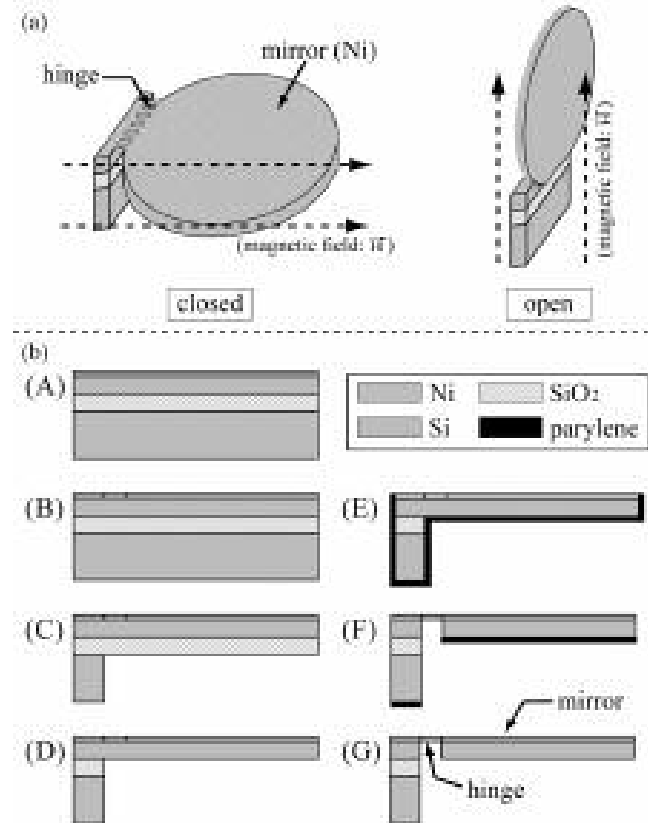 (a)
mirror (Ni)
hinge
(magnetic field: H)
(magnetic field: H)
closed
open
(b)
(A)
Ni
SiO₂
Si
parylene
(B)
(E)
(C)
(F)
mirror
(D)
(G)
hinge